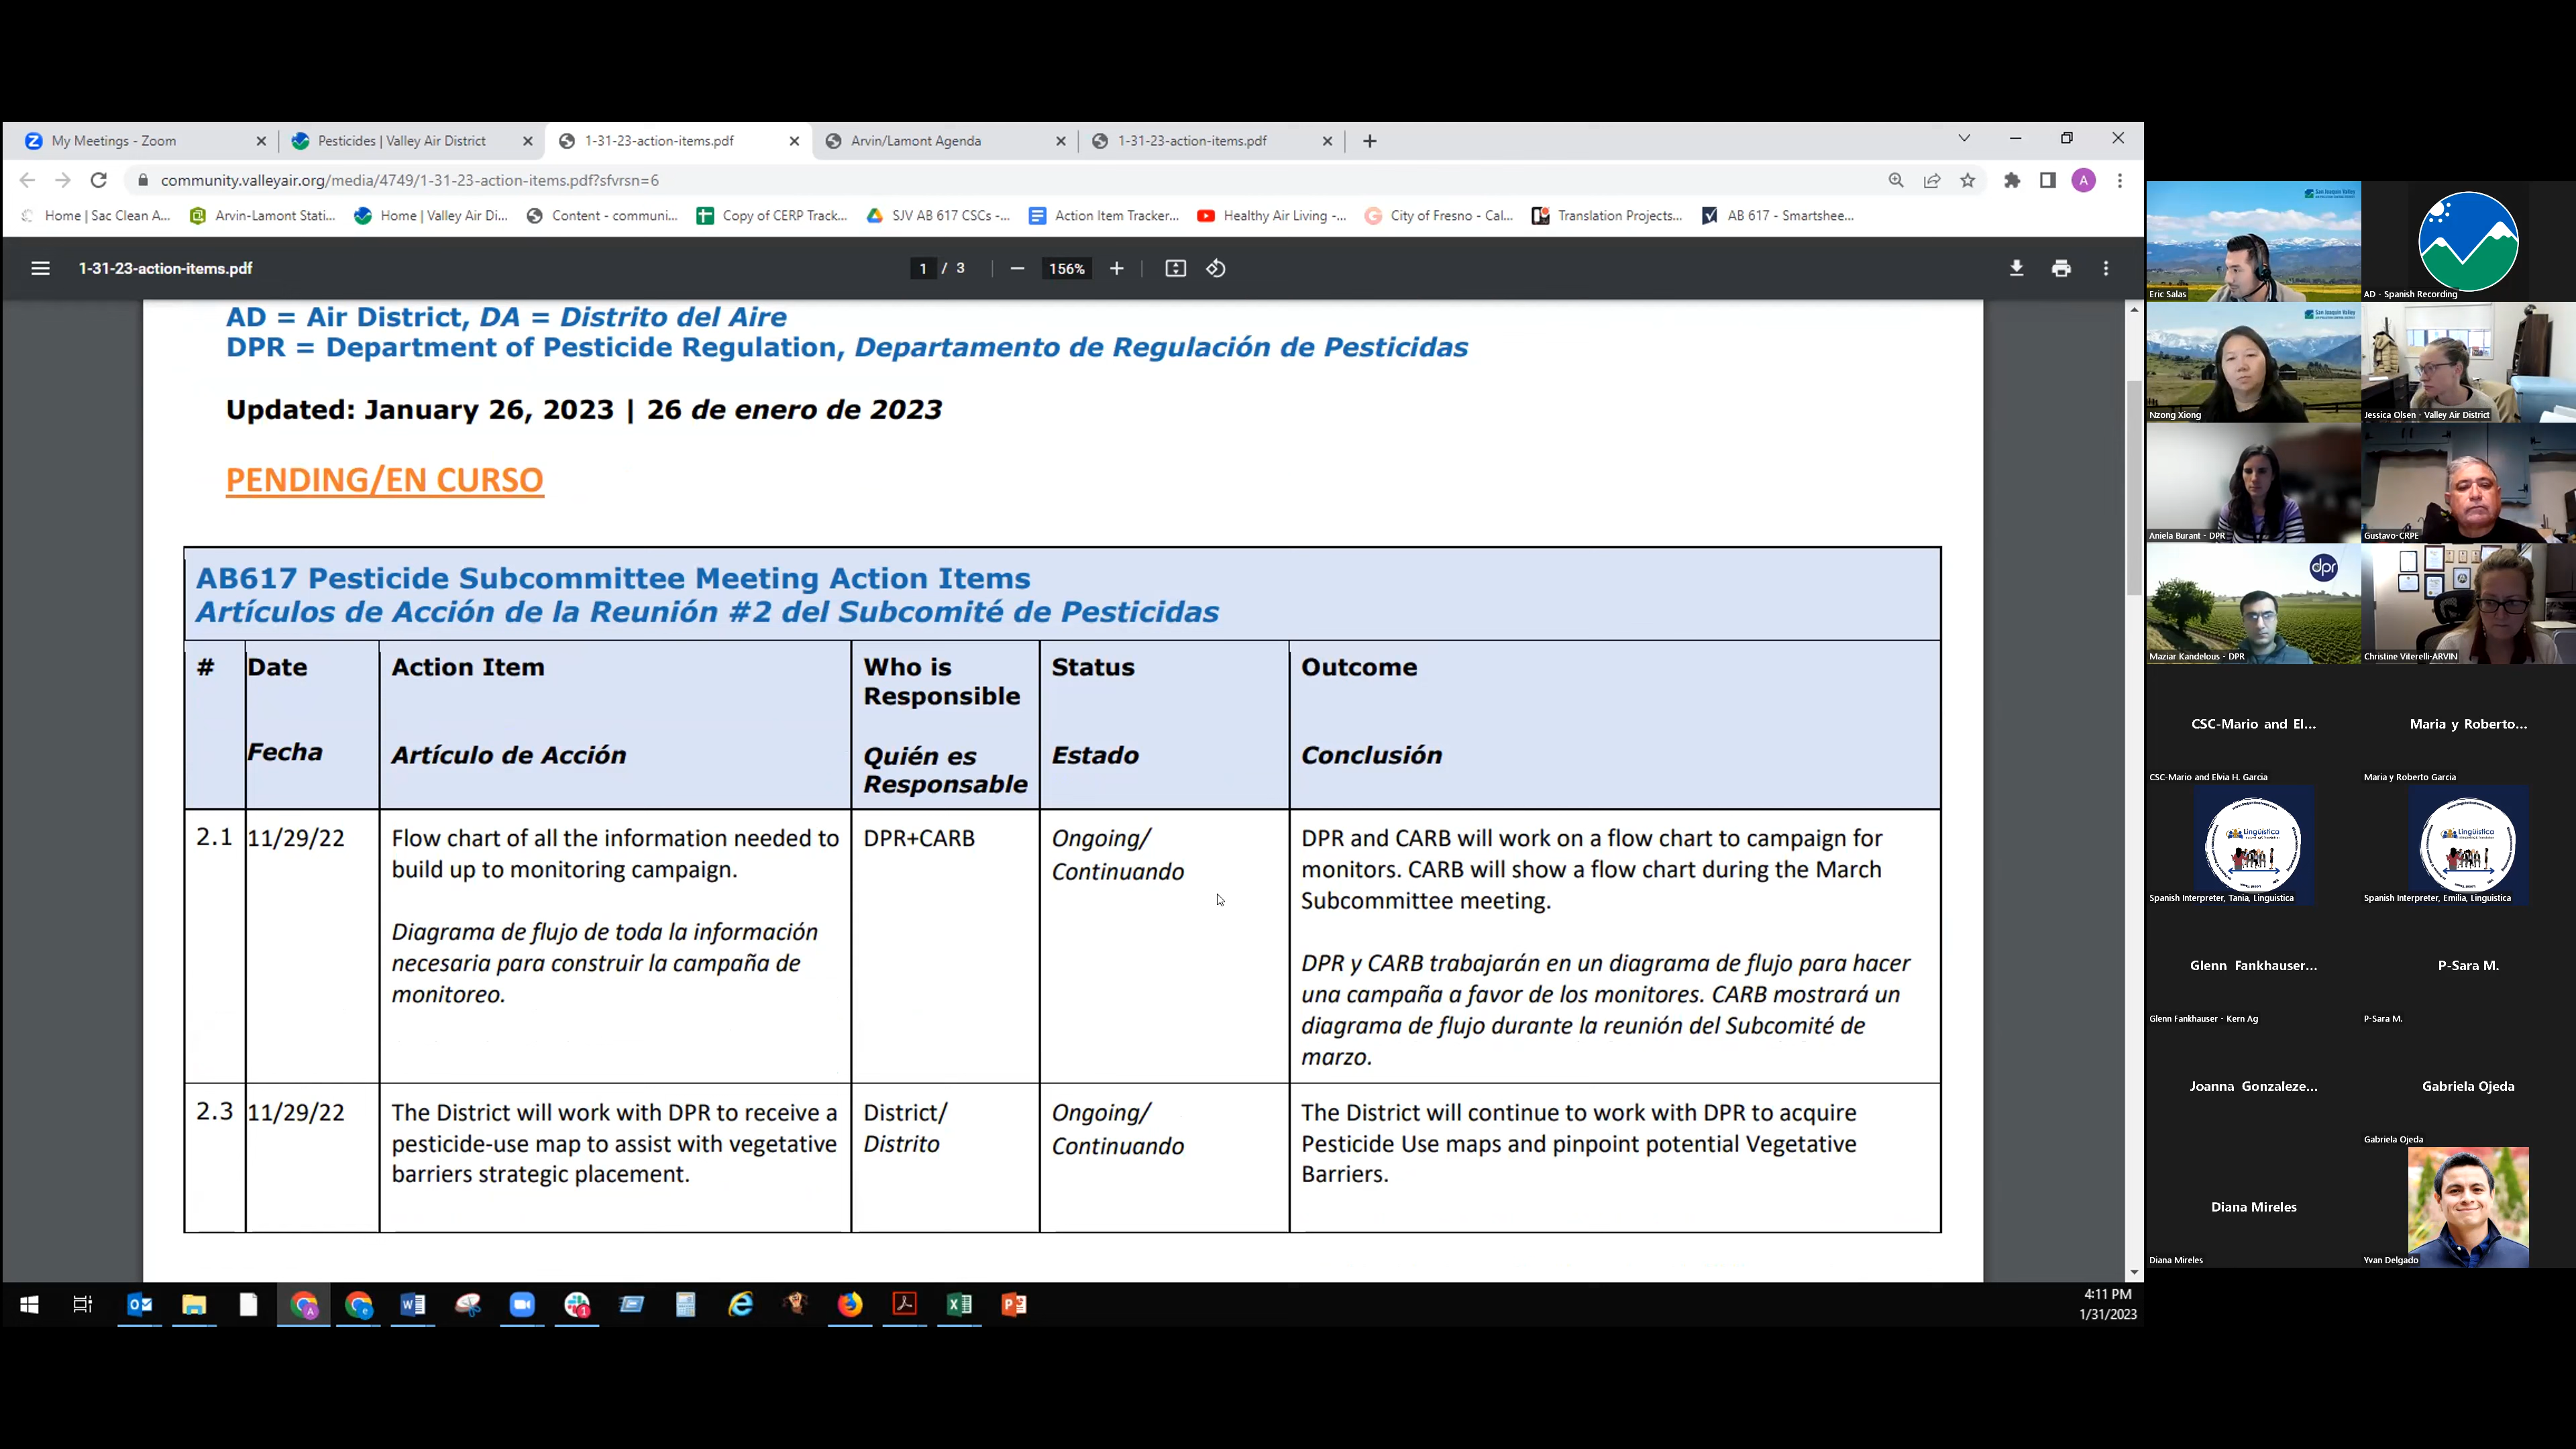 My Meetings - Zoom
Pesticides | Valley Air District
1-31-23-action-items.pdf
Arvin/Lamont Agenda
1-31-23-action-items.pdf
community.valleyair.org/media/4749/1-31-23-action-items.pdf?sfvrsn=6
A
Home | Sac Clean A...
Arvin-Lamont Stati...
Home | Valley Air Di...
Content - communi...
Copy of CERP Track...
SJV AB 617 CSCs -...
Action Item Tracker...
Healthy Air Living -...
City of Fresno - Cal...
Translation Projects...
AB 617 - Smartshee...
1-31-23-action-items.pdf
1 / 3
156%
AD = Air District, DA = Distrito del Aire
DPR = Department of Pesticide Regulation, Departamento de Regulación de Pesticidas
Updated: January 26, 2023 | 26 de enero de 2023
PENDING/EN CURSO
AB617 Pesticide Subcommittee Meeting Action Items
Artículos de Acción de la Reunión #2 del Subcomité de Pesticidas
#
Date
Fecha
Action Item
Artículo de Acción
Who is
Responsible
Quién es
Responsable
Status
Estado
Outcome
Conclusión
2.1
11/29/22
Flow chart of all the information needed to
build up to monitoring campaign.
Diagrama de flujo de toda la información
necesaria para construir la campaña de
monitoreo.
DPR+CARB
Ongoing/
Continuando
DPR and CARB will work on a flow chart to campaign for
monitors. CARB will show a flow chart during the March
Subcommittee meeting.
DPR y CARB trabajarán en un diagrama de flujo para hacer
una campaña a favor de los monitores. CARB mostrará un
diagrama de flujo durante la reunión del Subcomité de
marzo.
2.3
11/29/22
The District will work with DPR to receive a
pesticide-use map to assist with vegetative
barriers strategic placement.
District/
Distrito
Ongoing/
Continuando
The District will continue to work with DPR to acquire
Pesticide Use maps and pinpoint potential Vegetative
Barriers.
4:11 PM
1/31/2023
San Joaquin Valley
Eric Salas
AD - Spanish Recording
San Joaquin Valley
Nzong Xiong
Jessica Olsen - Valley Air District
Aniela Burant - DPR
Gustavo-CRPE
dpr
Maziar Kandelous - DPR
Christine Viterelli-ARVIN
CSC-Mario and El...
Maria y Roberto...
CSC-Mario and Elvia H. Garcia
Maria y Roberto Garcia
Lingüística
Lingüística
Spanish Interpreter, Tania, Linguistica
Spanish Interpreter, Emilia, Linguistica
Glenn Fankhauser...
P-Sara M.
Glenn Fankhauser - Kern Ag
P-Sara M.
Joanna Gonzaleze...
Gabriela Ojeda
Gabriela Ojeda
Diana Mireles
Diana Mireles
Yvan Delgado